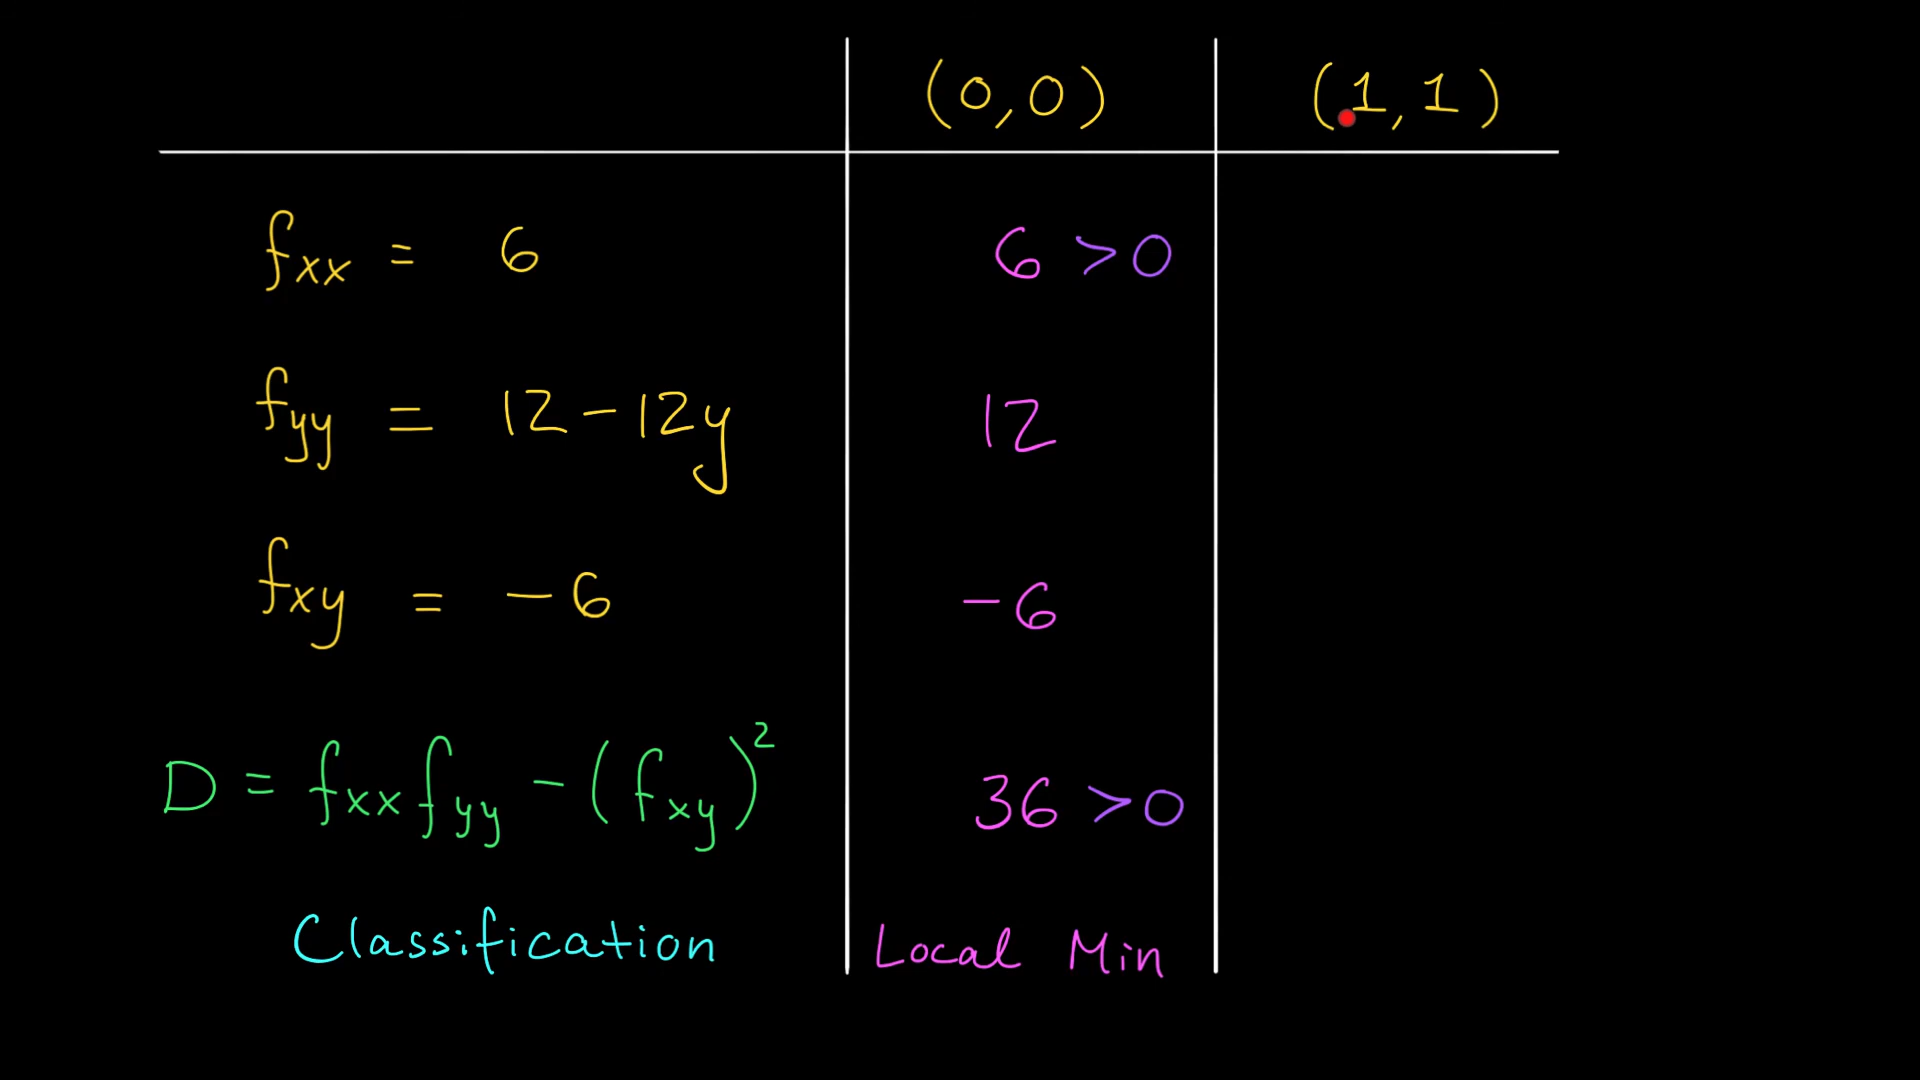 (0,0) (1,1)
fxx = 6 6 >0
fyy = 12-12y 12
fxy = -6 -6
D = fxx fyy - (fxy)² 36 >0
Classification Local Min